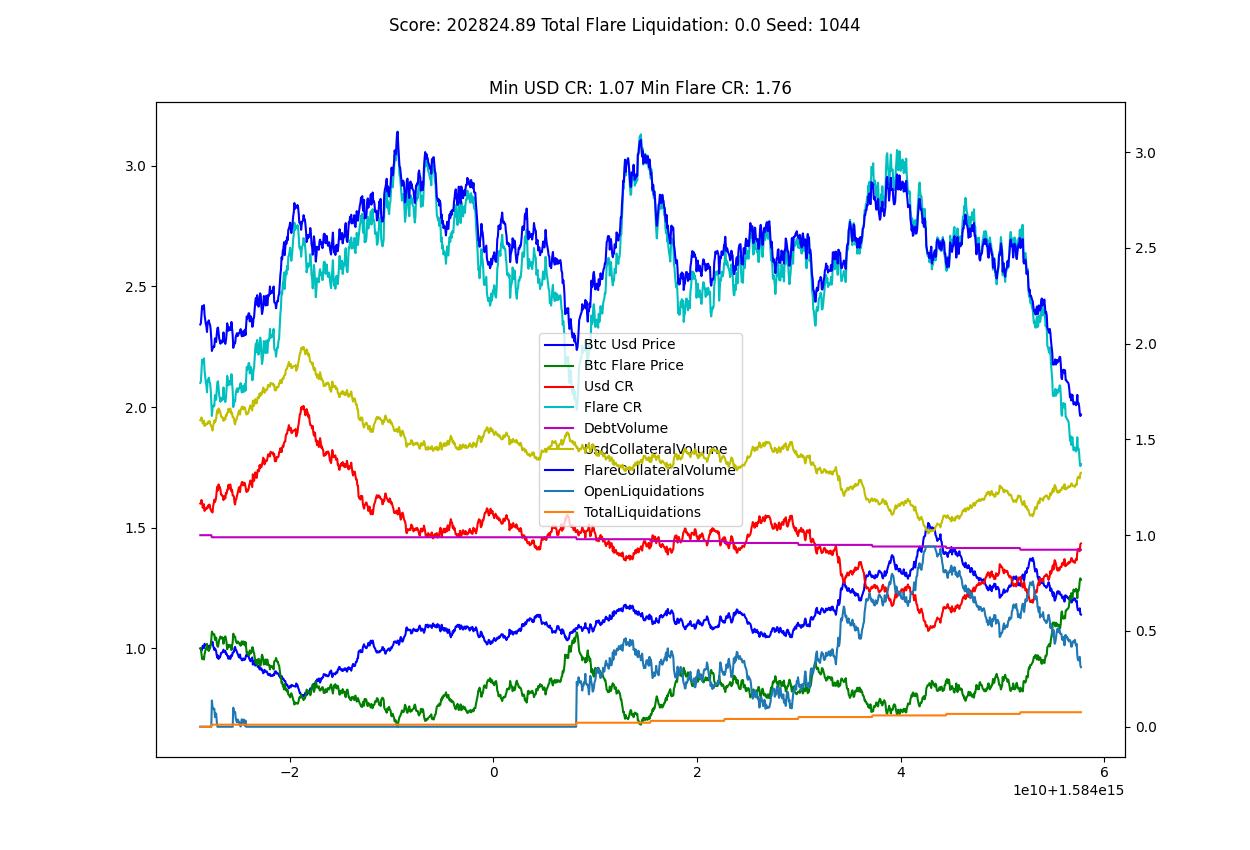 Score: 202824.89 Total Flare Liquidation: 0.0 Seed: 1044
Min USD CR: 1.07 Min Flare CR: 1.76
3.0
2.5
2.0
1.5
1.0
3.0
2.5
2.0
1.5
1.0
0.5
0.0
Btc Usd Price
Btc Flare Price
Usd CR
Flare CR
DebtVolume
UsdCollateralVolume
FlareCollateralVolume
OpenLiquidations
TotalLiquidations
−2 0 2 4 6
1e10+1.584e15